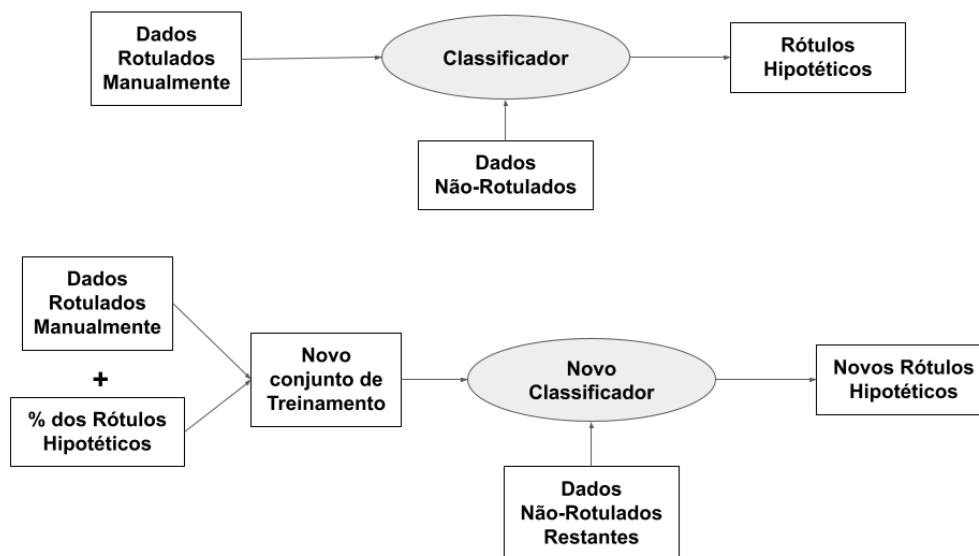 Dados
Rotulados
Manualmente
Classificador
Rótulos
Hipotéticos
Dados
Não-Rotulados
Dados
Rotulados
Manualmente
+
% dos Rótulos
Hipotéticos
Novo
conjunto de
Treinamento
Novo
Classificador
Novos Rótulos
Hipotéticos
Dados
Não-Rotulados
Restantes